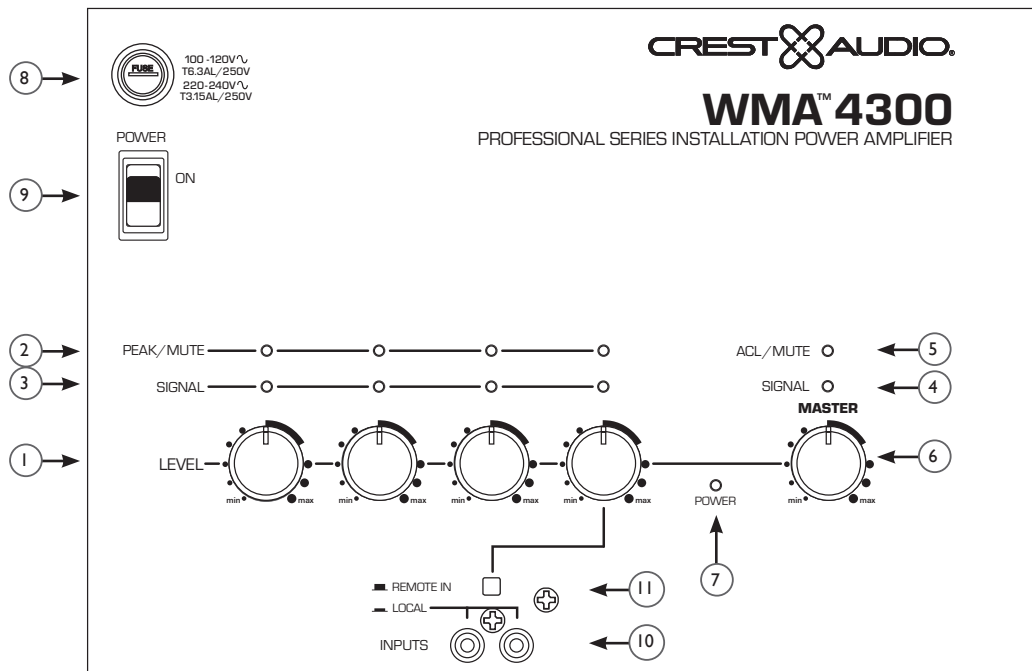 CREST AUDIO®
WMA™ 4300
PROFESSIONAL SERIES INSTALLATION POWER AMPLIFIER
8
FUSE
100 -120V∿
T6.3AL/250V
220-240V∿
T3.15AL/250V
POWER
9
ON
2
PEAK/MUTE
ACL/MUTE
5
3
SIGNAL
SIGNAL
4
MASTER
1
LEVEL
6
min
max
min
max
min
max
min
max
min
max
POWER
7
REMOTE IN
11
LOCAL
INPUTS
10